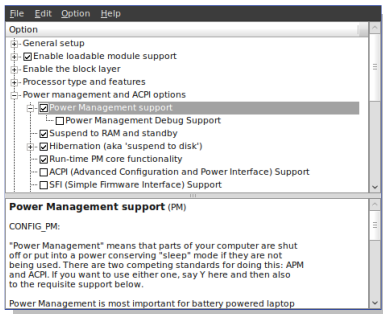 File Edit Option Help
Option
General setup
Enable loadable module support
Enable the block layer
Processor type and features
Power management and ACPI options
Power Management support
Power Management Debug Support
Suspend to RAM and standby
Hibernation (aka 'suspend to disk')
Run-time PM core functionality
ACPI (Advanced Configuration and Power Interface) Support
SFI (Simple Firmware Interface) Support
Power Management support (PM)
CONFIG_PM:
"Power Management" means that parts of your computer are shut
off or put into a power conserving "sleep" mode if they are not
being used. There are two competing standards for doing this: APM
and ACPI. If you want to use either one, say Y here and then also
to the requisite support below.
Power Management is most important for battery powered laptop